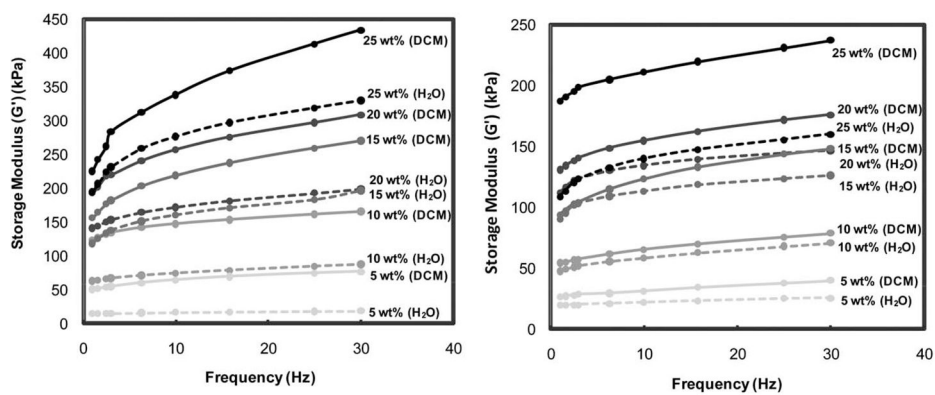 450
400
350
300
250
200
150
100
50
0
Storage Modulus (G') (kPa)
25 wt% (DCM)
25 wt% (H₂O)
20 wt% (DCM)
15 wt% (DCM)
20 wt% (H₂O)
15 wt% (H₂O)
10 wt% (DCM)
10 wt% (H₂O)
5 wt% (DCM)
5 wt% (H₂O)
0 10 20 30 40
Frequency (Hz)
250
200
150
100
50
0
Storage Modulus (G') (kPa)
25 wt% (DCM)
20 wt% (DCM)
25 wt% (H₂O)
15 wt% (DCM)
20 wt% (H₂O)
15 wt% (H₂O)
10 wt% (DCM)
10 wt% (H₂O)
5 wt% (DCM)
5 wt% (H₂O)
0 10 20 30 40
Frequency (Hz)